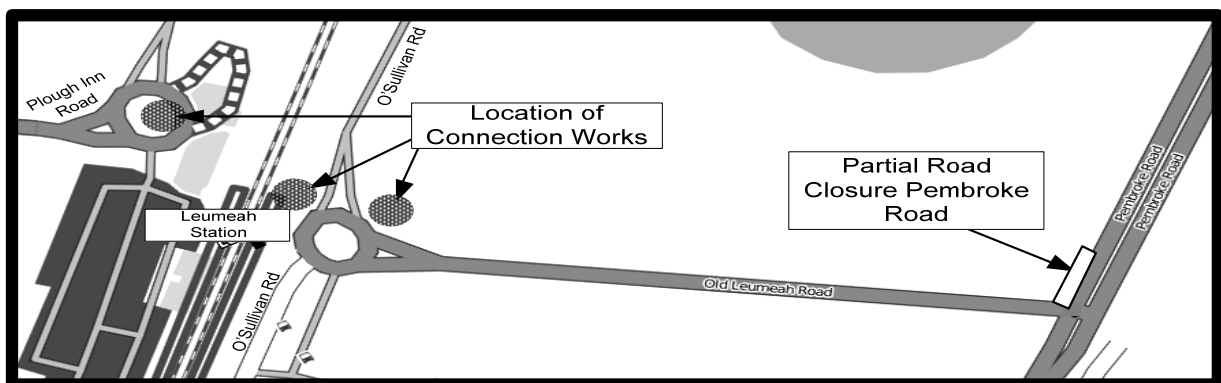 Plough Inn
Road
O'Sullivan Rd
Location of
Connection Works
Partial Road
Closure Pembroke
Road
Pembroke Road
Pembroke Road
Leumeah
Station
O'Sullivan Rd
Old Leumeah Road